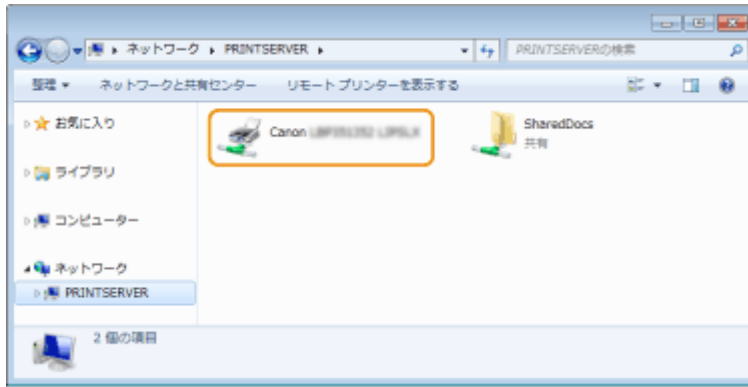 ネットワーク ▸ PRINTSERVER ▸
PRINTSERVERの検索
整理 ネットワークと共有センター リモート プリンターを表示する
お気に入り
ライブラリ
コンピューター
ネットワーク
PRINTSERVER
Canon
SharedDocs
共有
2 個の項目